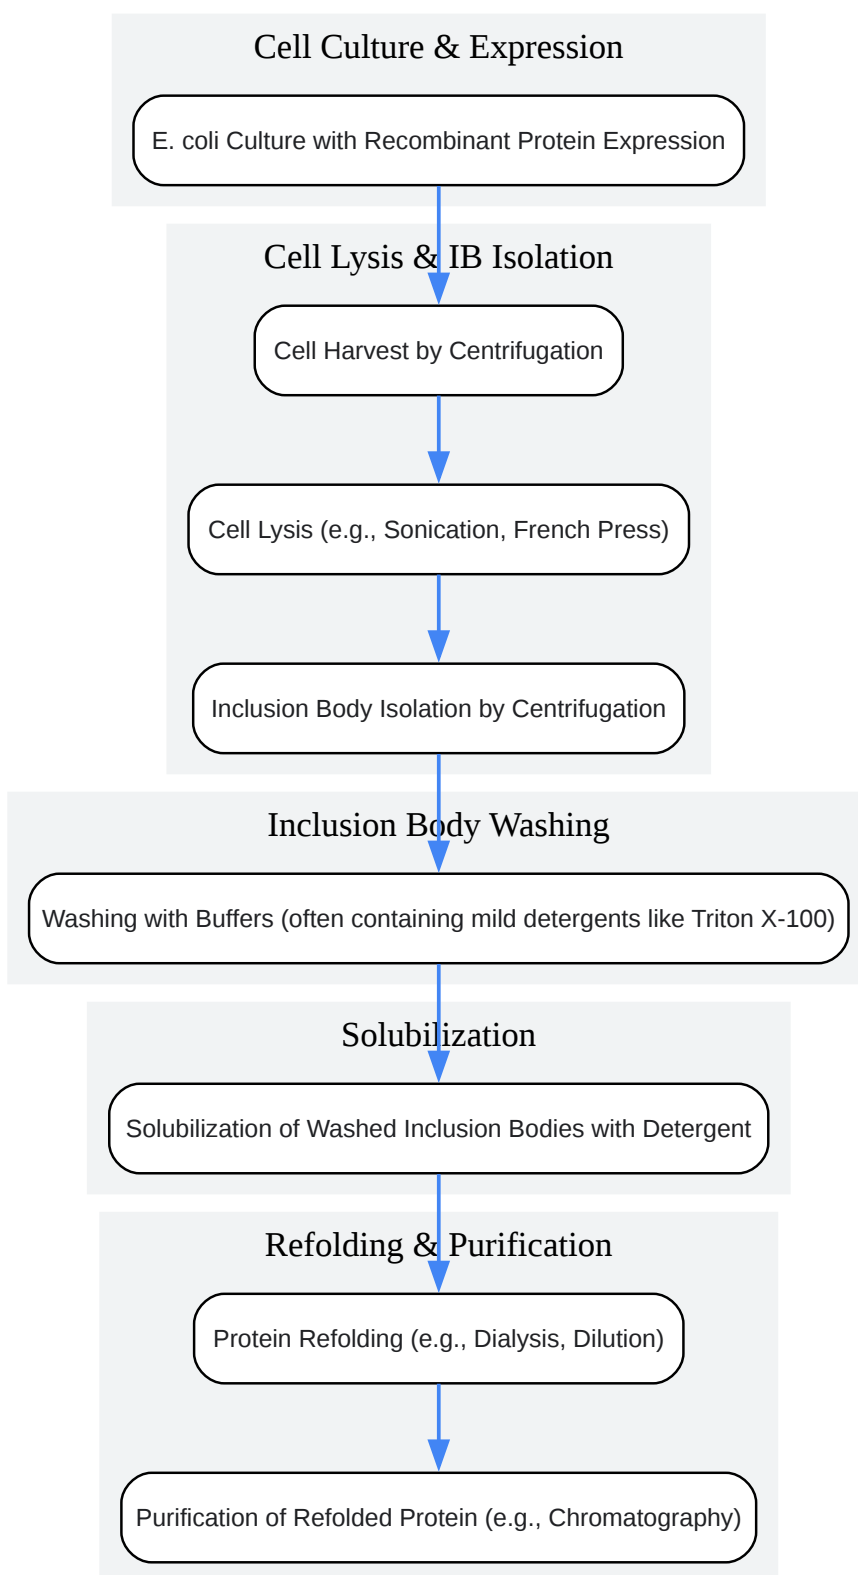 Cell Culture & Expression
E. coli Culture with Recombinant Protein Expression
Cell Lysis & IB Isolation
Cell Harvest by Centrifugation
Cell Lysis (e.g., Sonication, French Press)
Inclusion Body Isolation by Centrifugation
Inclusion Body Washing
Washing with Buffers (often containing mild detergents like Triton X-100)
Solubilization
Solubilization of Washed Inclusion Bodies with Detergent
Refolding & Purification
Protein Refolding (e.g., Dialysis, Dilution)
Purification of Refolded Protein (e.g., Chromatography)